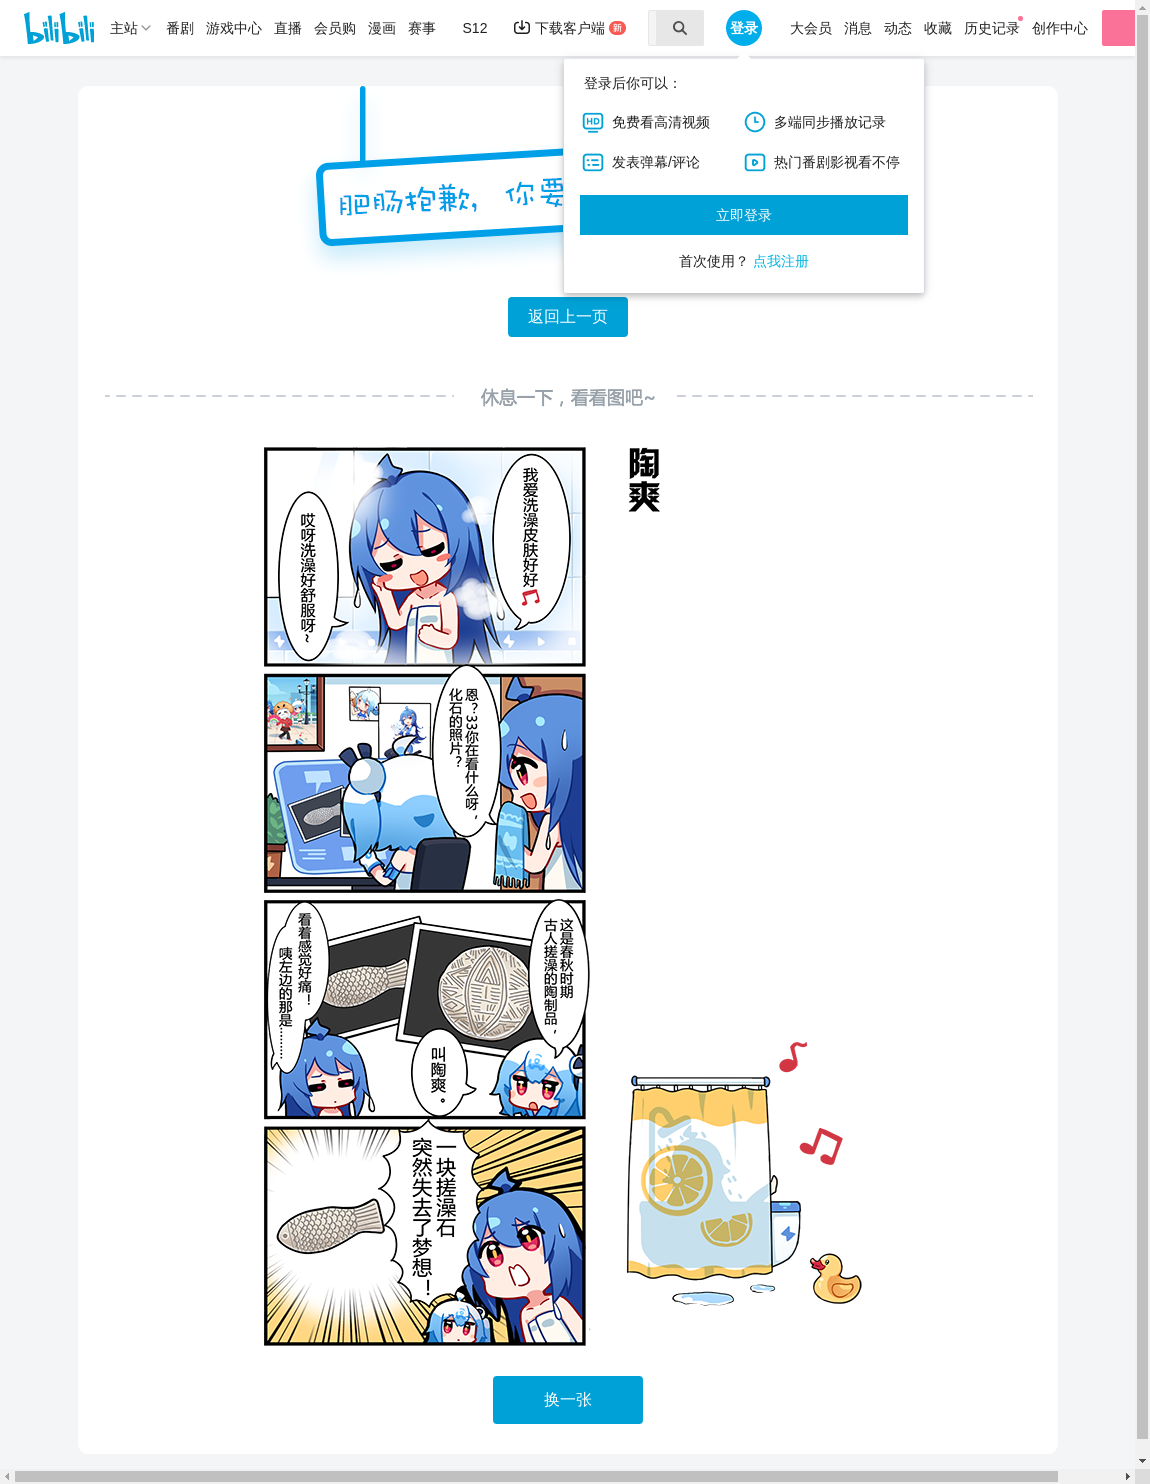 bilibili
主站 番剧 游戏中心 直播 会员购 漫画 赛事 S12 下载客户端 新 登录 大会员 消息 动态 收藏 历史记录 创作中心
登录后你可以：
HD 免费看高清视频 多端同步播放记录
发表弹幕/评论 热门番剧影视看不停
立即登录
首次使用？ 点我注册
肥肠抱歉，你要
返回上一页
休息一下，看看图吧~
陶爽
我爱洗澡皮肤好好
哎呀洗澡好舒服呀~
恩？33你在看什么呀，
化石的照片？
看着感觉好痛！
咦左边的那是……
这是春秋时期
古人搓澡的陶制品，
叫陶爽。
一块搓澡石
突然失去了梦想！
换一张